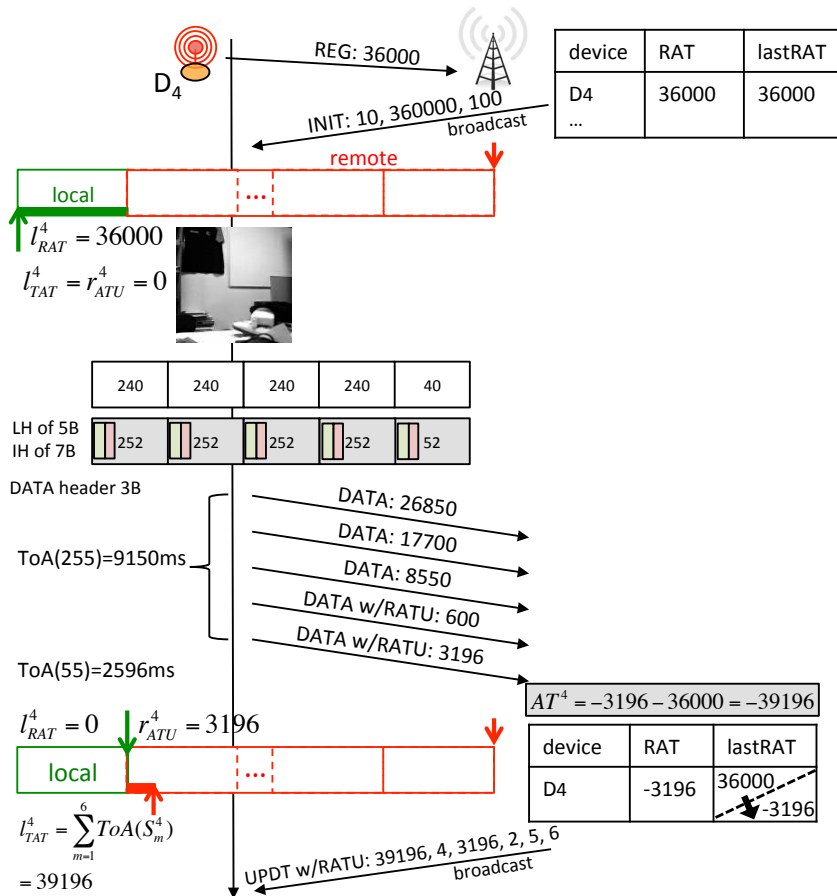 REG: 36000
D4
device RAT lastRAT
D4 36000 36000
...
INIT: 10, 360000, 100
broadcast
remote
local ...
l^4_RAT = 36000
l^4_TAT = r^4_ATU = 0
240 240 240 240 40
LH of 5B
IH of 7B
252 252 252 252 52
DATA header 3B
DATA: 26850
DATA: 17700
ToA(255)=9150ms
DATA: 8550
DATA w/RATU: 600
DATA w/RATU: 3196
ToA(55)=2596ms
AT^4 = −3196 − 36000 = −39196
l^4_RAT = 0 r^4_ATU = 3196
device RAT lastRAT
local ...
D4 -3196 36000 -3196
l^4_TAT = ∑_{m=1}^{6} ToA(S^4_m)
= 39196
UPDT w/RATU: 39196, 4, 3196, 2, 5, 6
broadcast